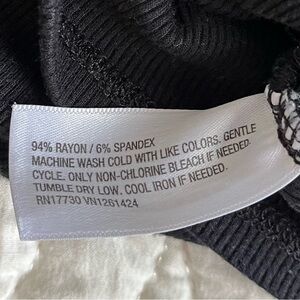 94% RAYON / 6% SPANDEX
MACHINE WASH COLD WITH LIKE COLORS. GENTLE
CYCLE. ONLY NON-CHLORINE BLEACH IF NEEDED.
TUMBLE DRY LOW. COOL IRON IF NEEDED.
RN17730 VN1261424